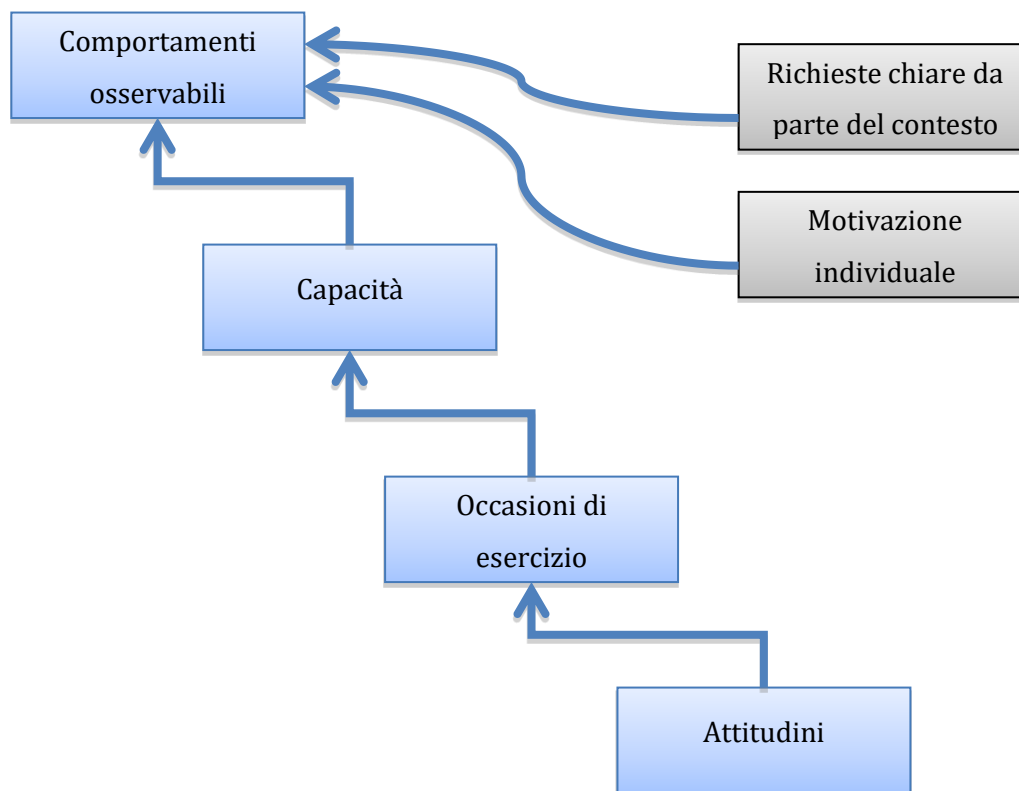 Comportamenti
osservabili
Richieste chiare da
parte del contesto
Motivazione
individuale
Capacità
Occasioni di
esercizio
Attitudini